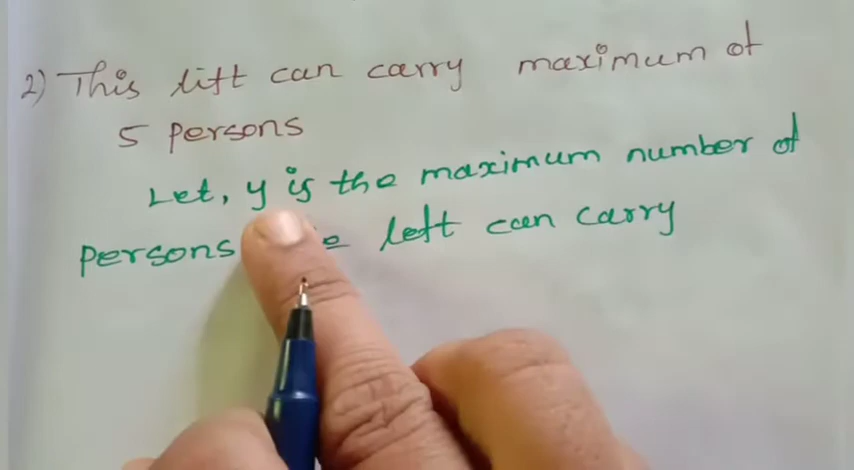 2) This lift can carry maximum of
5 persons
Let, y is the maximum number of
persons left can carry